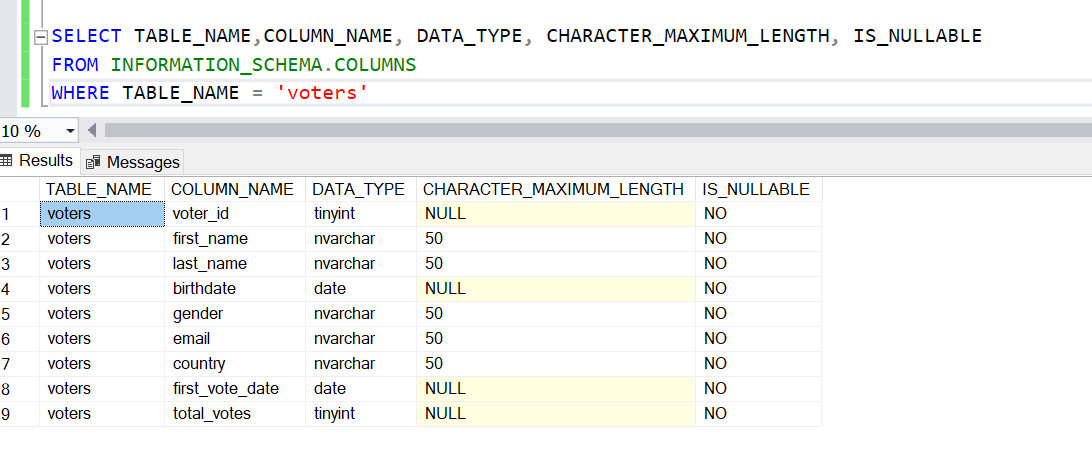 SELECT TABLE_NAME,COLUMN_NAME, DATA_TYPE, CHARACTER_MAXIMUM_LENGTH, IS_NULLABLE
FROM INFORMATION_SCHEMA.COLUMNS
WHERE TABLE_NAME = 'voters'
10 %
Results Messages
TABLE_NAME COLUMN_NAME DATA_TYPE CHARACTER_MAXIMUM_LENGTH IS_NULLABLE
1 voters voter_id tinyint NULL NO
2 voters first_name nvarchar 50 NO
3 voters last_name nvarchar 50 NO
4 voters birthdate date NULL NO
5 voters gender nvarchar 50 NO
6 voters email nvarchar 50 NO
7 voters country nvarchar 50 NO
8 voters first_vote_date date NULL NO
9 voters total_votes tinyint NULL NO